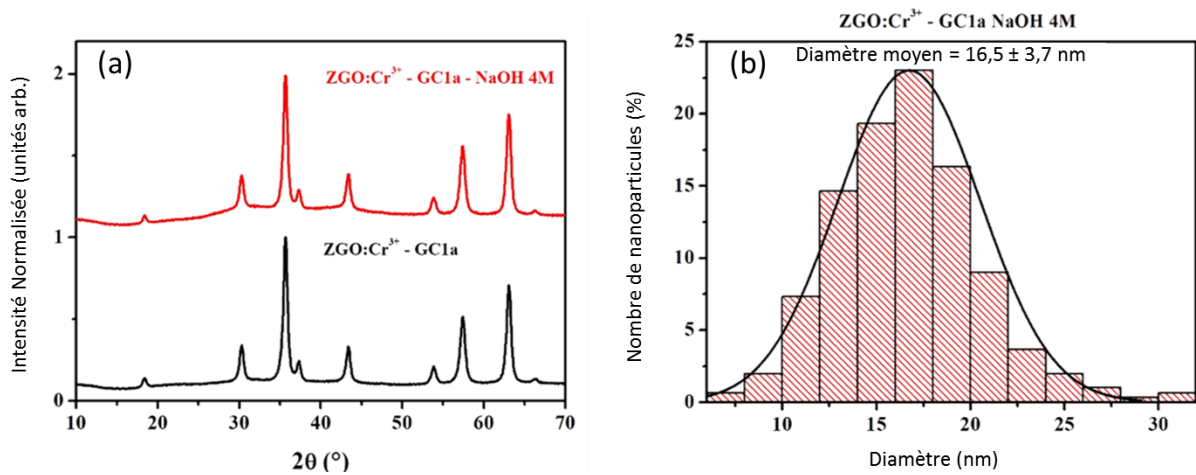 (a)
ZGO:Cr³⁺ - GC1a - NaOH 4M
ZGO:Cr³⁺ - GC1a
Intensité Normalisée (unités arb.)
2
1
0
10 20 30 40 50 60 70
2θ (°)
ZGO:Cr³⁺ - GC1a NaOH 4M
(b)
Diamètre moyen = 16,5 ± 3,7 nm
Nombre de nanoparticules (%)
25
20
15
10
5
0
10 15 20 25 30
Diamètre (nm)